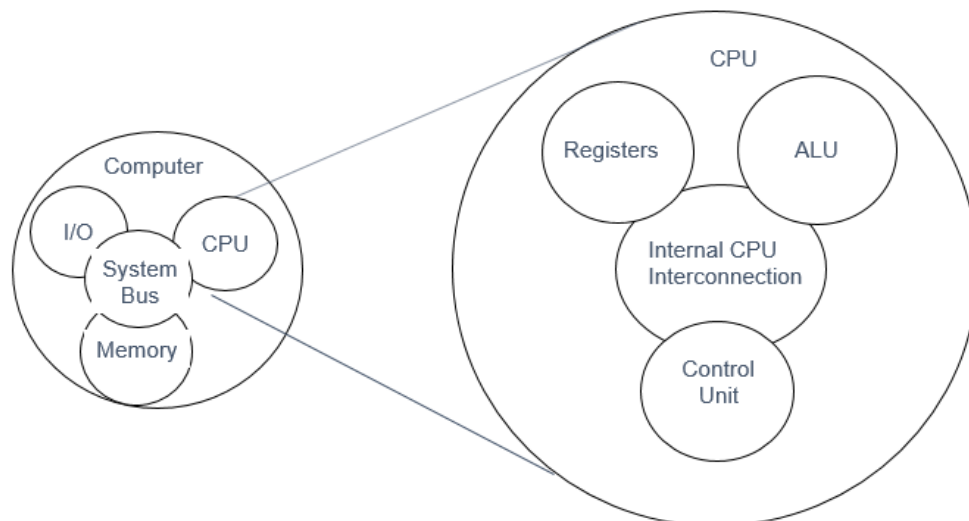 Computer
I/O
CPU
System
Bus
Memory
CPU
Registers
ALU
Internal CPU
Interconnection
Control
Unit